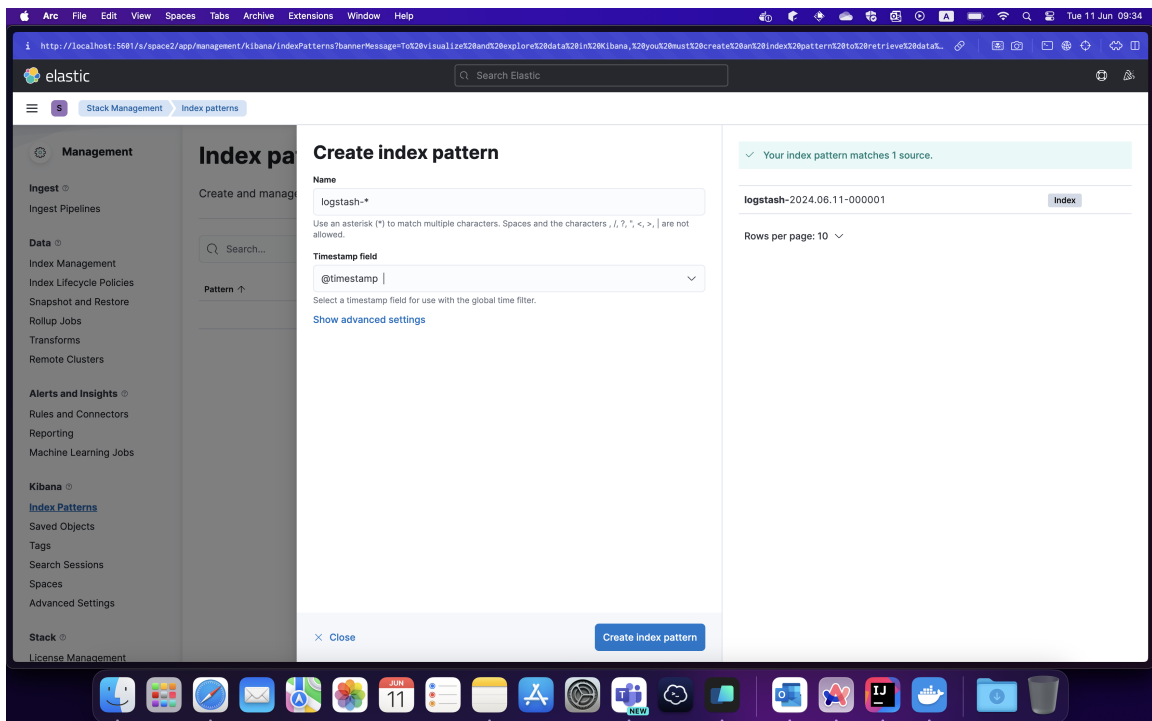 Arc File Edit View Spaces Tabs Archive Extensions Window Help A Tue 11 Jun 09:34
http://localhost:5601/s/space2/app/management/kibana/indexPatterns?bannerMessage=To%20visualize%20and%20explore%20data%20in%20Kibana,%20you%20must%20create%20an%20index%20pattern%20to%20retrieve%20data%…
elastic
Search Elastic
S Stack Management Index patterns
Management
Ingest
Ingest Pipelines
Data
Index Management
Index Lifecycle Policies
Snapshot and Restore
Rollup Jobs
Transforms
Remote Clusters
Alerts and Insights
Rules and Connectors
Reporting
Machine Learning Jobs
Kibana
Index Patterns
Saved Objects
Tags
Search Sessions
Spaces
Advanced Settings
Stack
License Management
Index pa
Create and manage
Search...
Pattern ↑
Create index pattern
Name
logstash-*
Use an asterisk (*) to match multiple characters. Spaces and the characters , /, ?, ", <, >, | are not
allowed.
Timestamp field
@timestamp
Select a timestamp field for use with the global time filter.
Show advanced settings
Close
Create index pattern
Your index pattern matches 1 source.
logstash-2024.06.11-000001 Index
Rows per page: 10
JUN
11
NEW
IJ